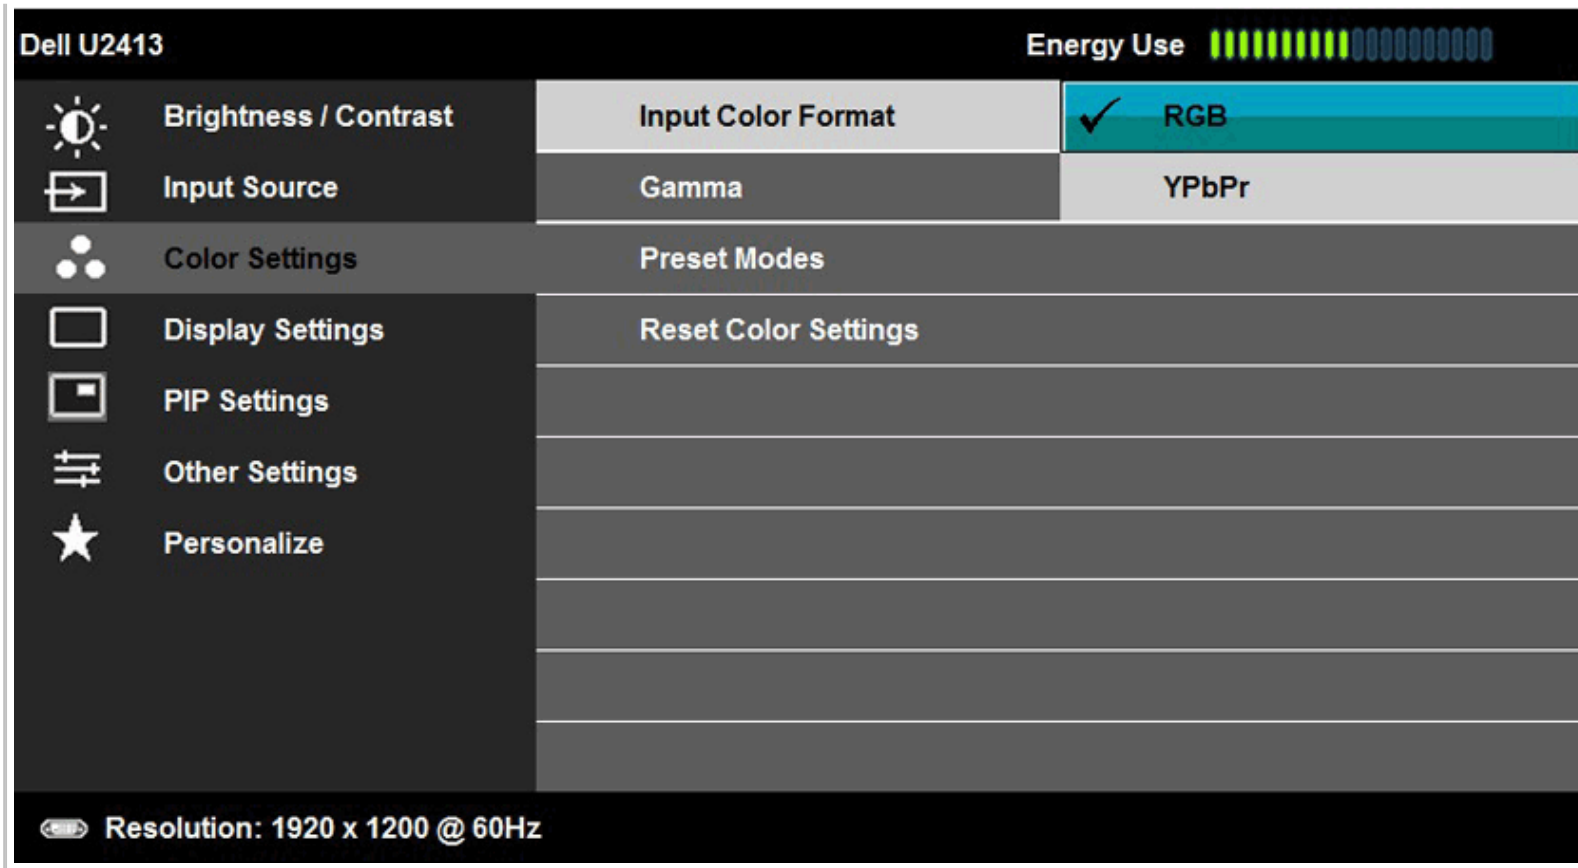 Dell U2413
Energy Use
Brightness / Contrast
Input Color Format
RGB
Input Source
Gamma
YPbPr
Color Settings
Preset Modes
Display Settings
Reset Color Settings
PIP Settings
Other Settings
Personalize
Resolution: 1920 x 1200 @ 60Hz